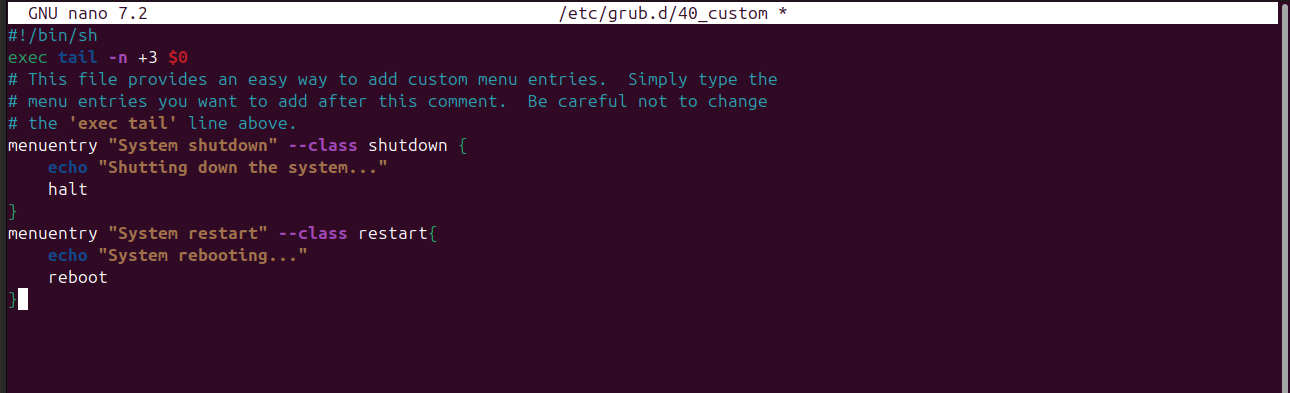 GNU nano 7.2 /etc/grub.d/40_custom *
#!/bin/sh
exec tail -n +3 $0
# This file provides an easy way to add custom menu entries.  Simply type the
# menu entries you want to add after this comment.  Be careful not to change
# the 'exec tail' line above.
menuentry "System shutdown" --class shutdown {
    echo "Shutting down the system..."
    halt
}
menuentry "System restart" --class restart{
    echo "System rebooting..."
    reboot
}